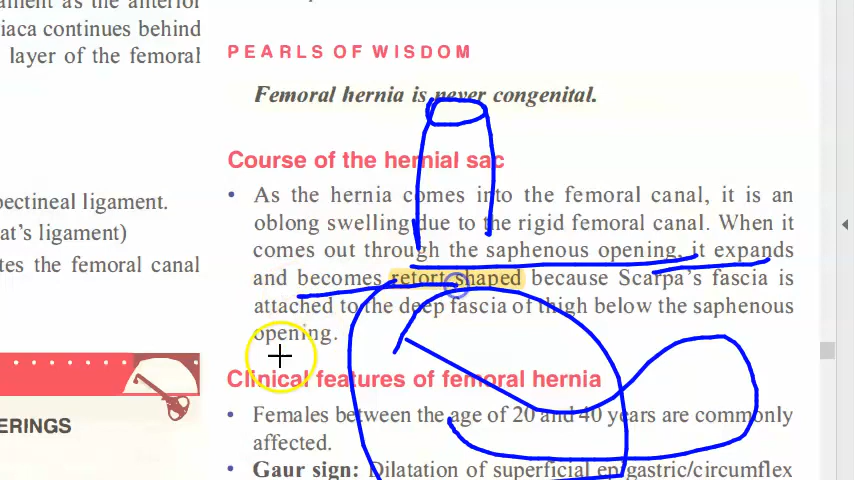 ament as the anterior
iaca continues behind
layer of the femoral
pectineal ligament.
at's ligament)
tes the femoral canal
ERINGS
PEARLS OF WISDOM
Femoral hernia is never congenital.
Course of the hernial sac
• As the hernia comes into the femoral canal, it is an
oblong swelling due to the rigid femoral canal. When it
comes out through the saphenous opening, it expands
and becomes retort shaped because Scarpa's fascia is
attached to the deep fascia of thigh below the saphenous
opening.
Clinical features of femoral hernia
• Females between the age of 20 and 40 years are commonly
affected.
• Gaur sign: Dilatation of superficial epigastric/circumflex